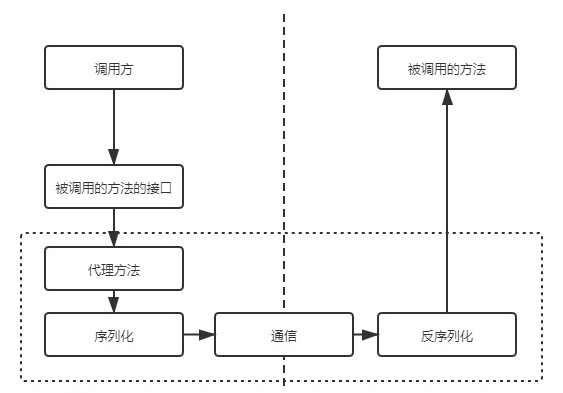 调用方
被调用的方法
被调用的方法的接口
代理方法
序列化
通信
反序列化